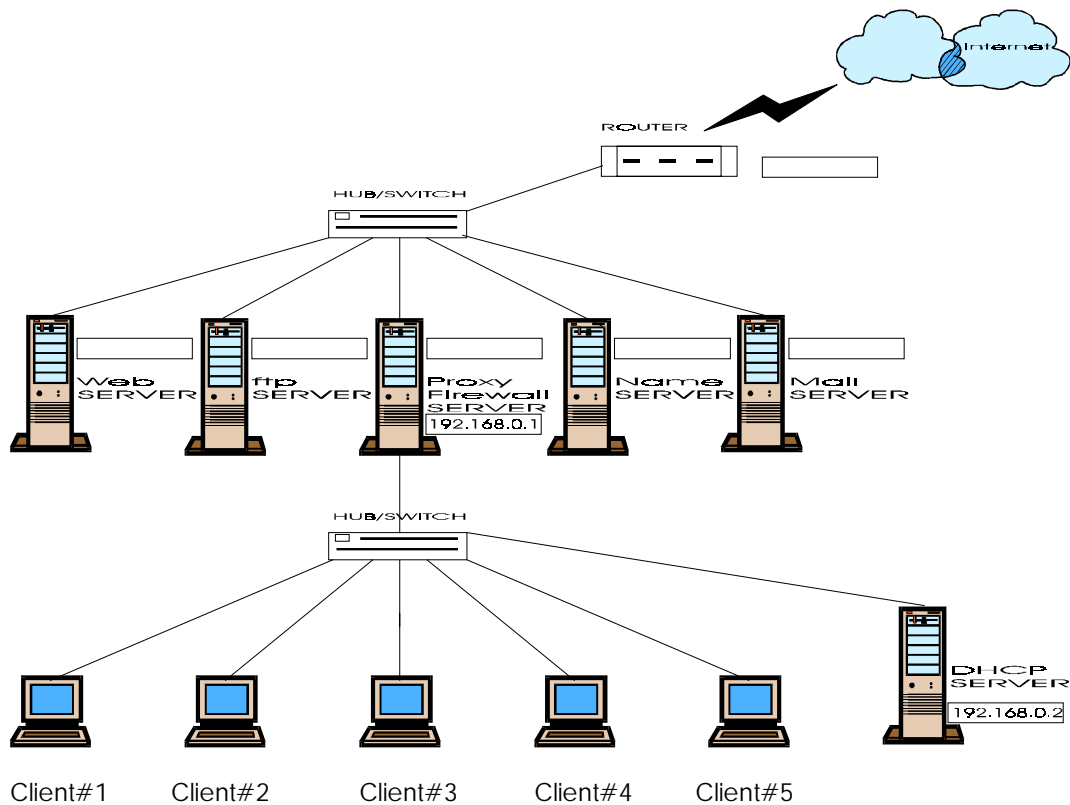 Internet
ROUTER
HUB/SWITCH
Web
SERVER
ftp
SERVER
Proxy
Firewall
SERVER
192.168.0.1
Name
SERVER
Mail
SERVER
HUB/SWITCH
DHCP
SERVER
192.168.0.2
Client#1
Client#2
Client#3
Client#4
Client#5